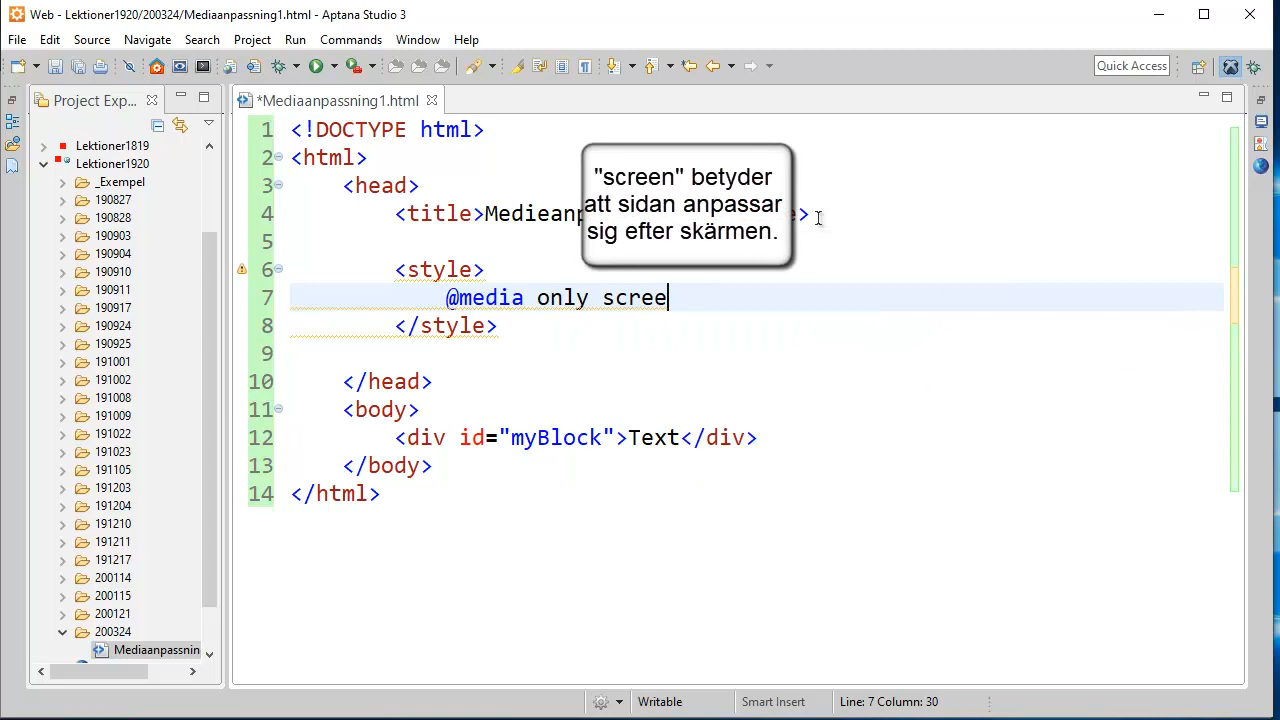 Web - Lektioner1920/200324/Mediaanpassning1.html - Aptana Studio 3
File Edit Source Navigate Search Project Run Commands Window Help
Quick Access
Project Exp...
*Mediaanpassning1.html
Lektioner1819
Lektioner1920
_Exempel
190827
190828
190903
190904
190910
190911
190917
190924
190925
191001
191002
191008
191009
191022
191023
191105
191203
191204
191210
191211
191217
200114
200115
200121
200324
Mediaanpassnin
1 <!DOCTYPE html>
2 <html>
3 <head>
4 <title>Medieanp e>
5
6 <style>
7 @media only scree
8 </style>
9
10 </head>
11 <body>
12 <div id="myBlock">Text</div>
13 </body>
14 </html>
"screen" betyder
att sidan anpassar
sig efter skärmen.
Writable Smart Insert Line: 7 Column: 30